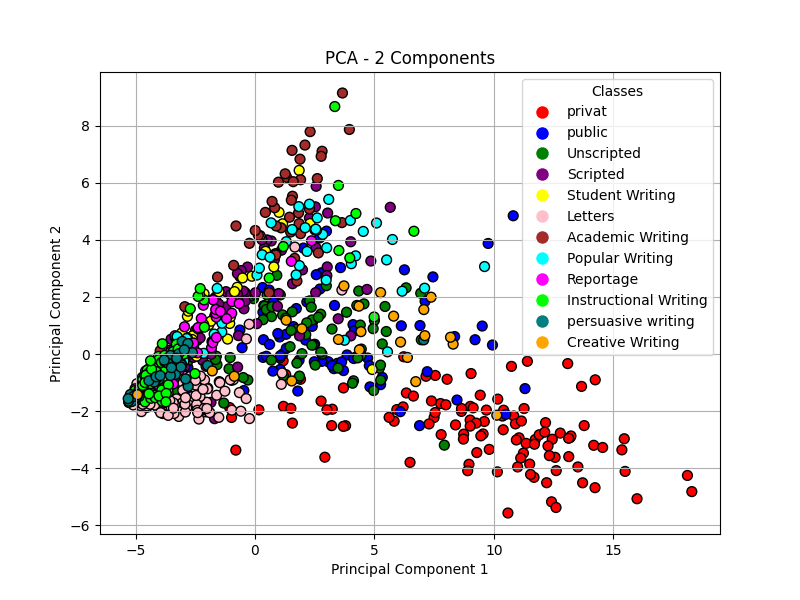 PCA - 2 Components
Classes
privat
public
Unscripted
Scripted
Student Writing
Letters
Academic Writing
Popular Writing
Reportage
Instructional Writing
persuasive writing
Creative Writing
Principal Component 2
8
6
4
2
0
−2
−4
−6
−5
0
5
10
15
Principal Component 1